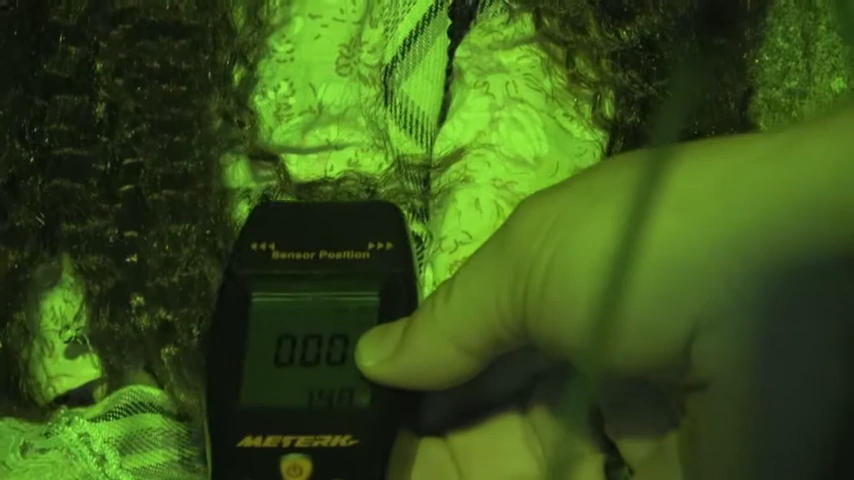 ◄◄◄ Sensor Position ►►►
000
METERK